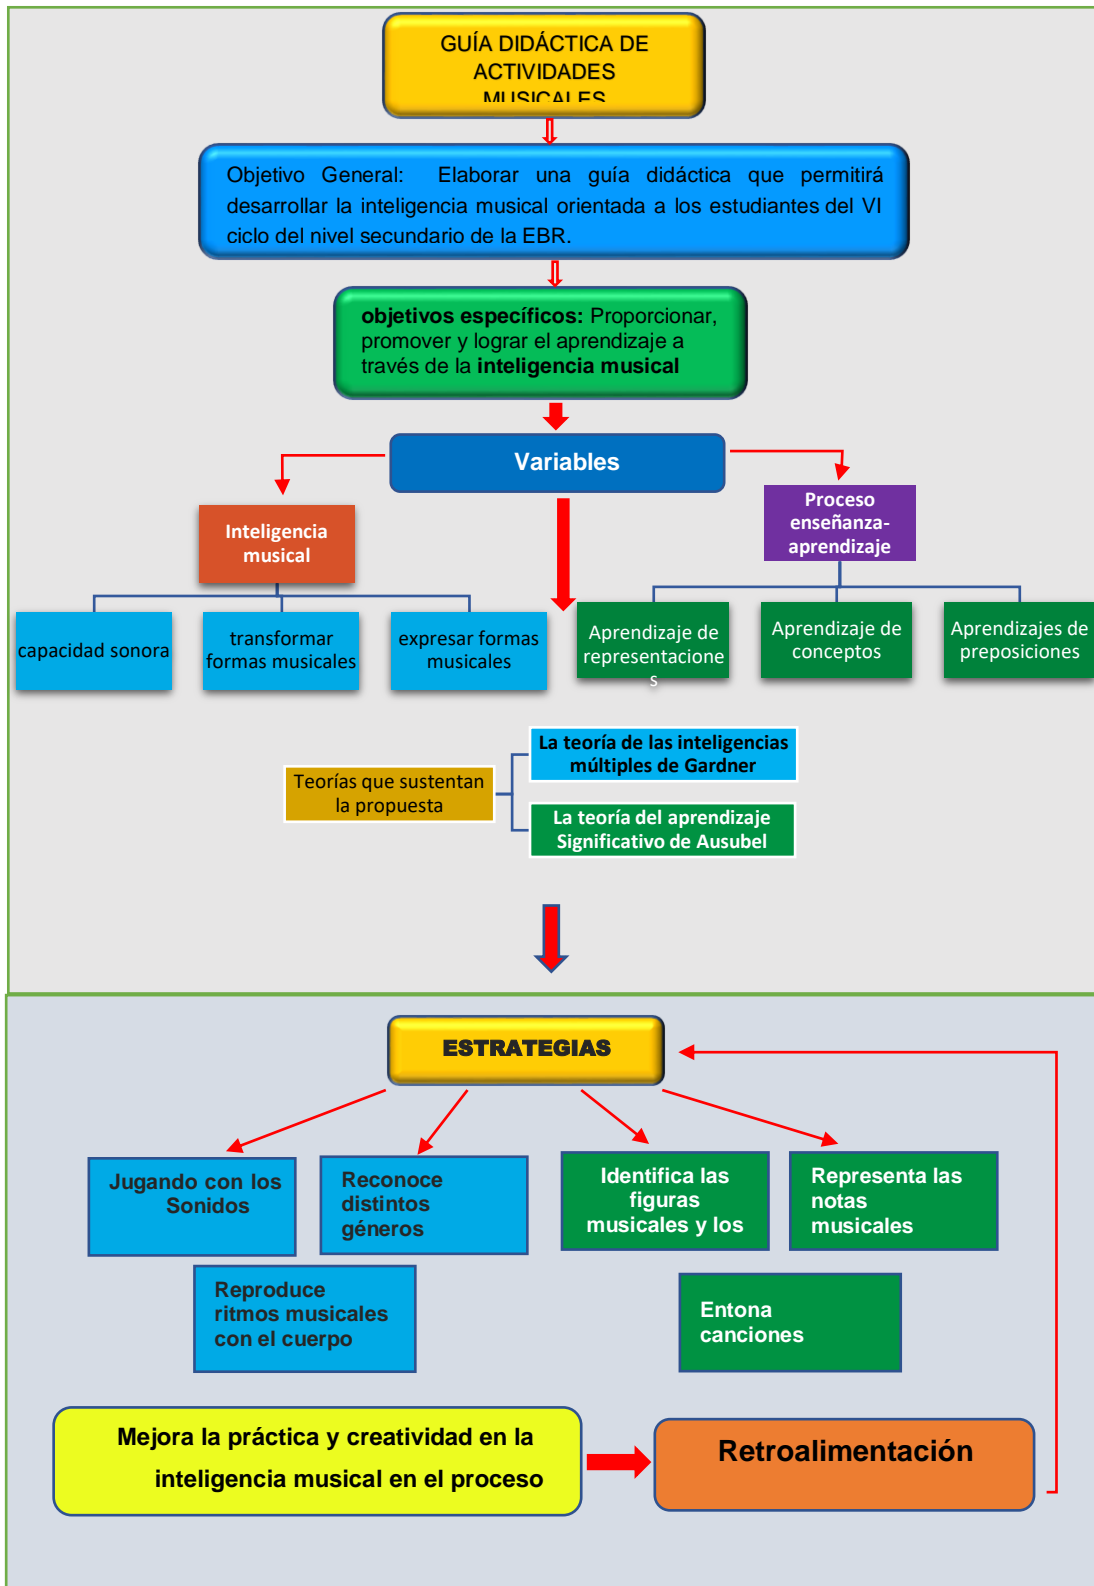 GUÍA DIDÁCTICA DE
ACTIVIDADES
MUSICALES
Objetivo General: Elaborar una guía didáctica que permitirá
desarrollar la inteligencia musical orientada a los estudiantes del VI
ciclo del nivel secundario de la EBR.
objetivos específicos: Proporcionar,
promover y lograr el aprendizaje a
través de la inteligencia musical
Variables
Inteligencia
musical
Proceso
enseñanza-
aprendizaje
capacidad sonora
transformar
formas musicales
expresar formas
musicales
Aprendizaje de
representacione
s
Aprendizaje de
conceptos
Aprendizajes de
preposiciones
Teorías que sustentan
la propuesta
La teoría de las inteligencias
múltiples de Gardner
La teoría del aprendizaje
Significativo de Ausubel
ESTRATEGIAS
Jugando con los
Sonidos
Reconoce
distintos
géneros
Identifica las
figuras
musicales y los
Representa las
notas
musicales
Reproduce
ritmos musicales
con el cuerpo
Entona
canciones
Mejora la práctica y creatividad en la
inteligencia musical en el proceso
Retroalimentación